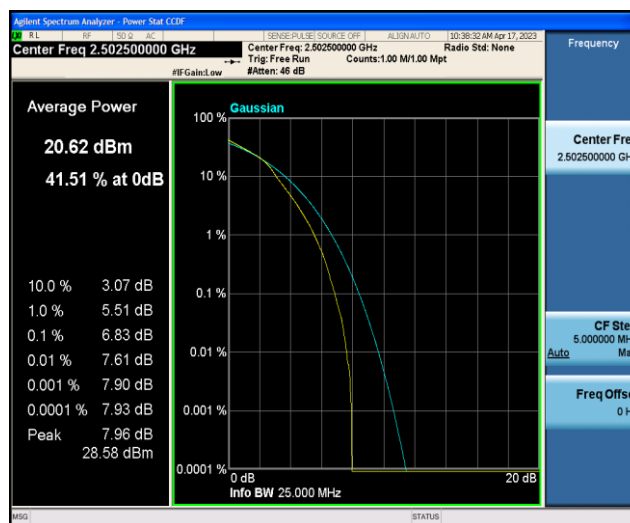 Agilent Spectrum Analyzer - Power Stat CCDF
RL RF 50 Ω AC SENSE:PULSE SOURCE OFF ALIGN AUTO 10:38:32 AM Apr 17, 2023
Center Freq 2.502500000 GHz
Center Freq: 2.502500000 GHz Radio Std: None
Trig: Free Run Counts:1.00 M/1.00 Mpt
#IFGain:Low #Atten: 46 dB
Frequency
Average Power
20.62 dBm
41.51 % at 0dB
10.0 % 3.07 dB
1.0 % 5.51 dB
0.1 % 6.83 dB
0.01 % 7.61 dB
0.001 % 7.90 dB
0.0001 % 7.93 dB
Peak 7.96 dB
28.58 dBm
Gaussian
100 %
10 %
1 %
0.1 %
0.01 %
0.001 %
0.0001 %
0 dB 20 dB
Info BW 25.000 MHz
Center Fre
2.502500000 GH
CF Ste
5.000000 MH
Auto Ma
Freq Offse
0 H
MSG STATUS